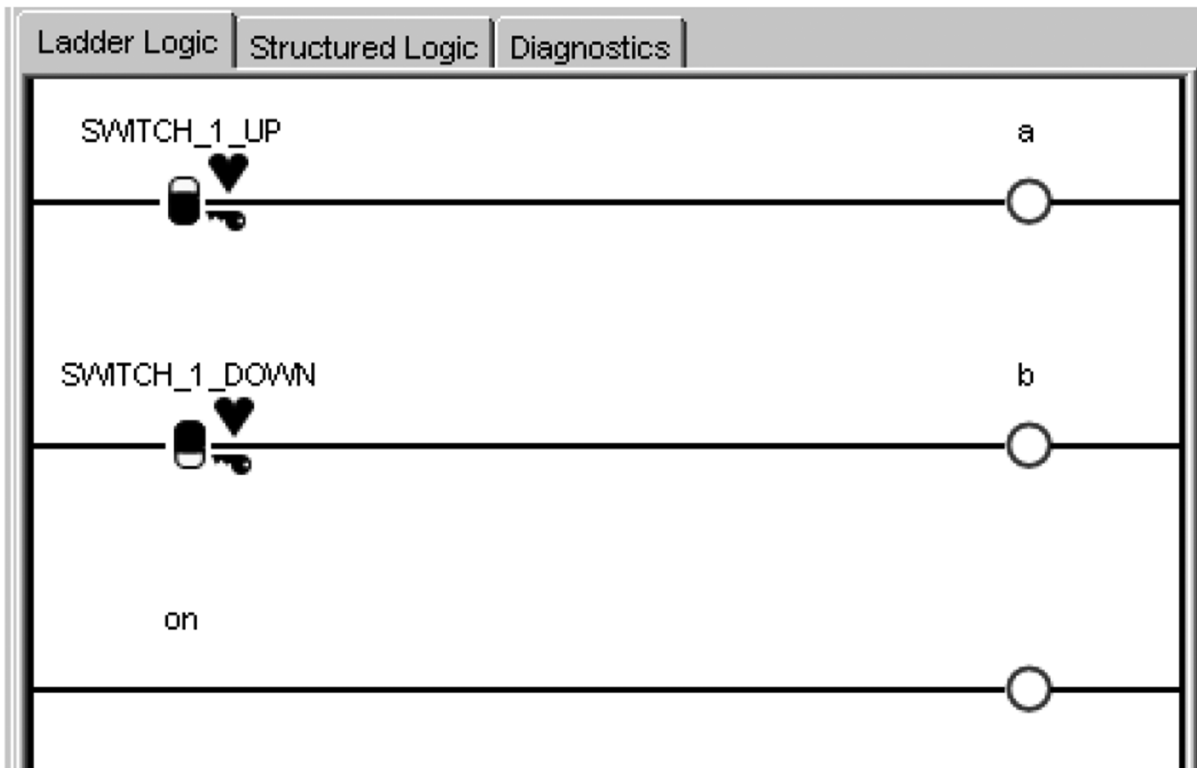 Ladder Logic Structured Logic Diagnostics
SWITCH_1_UP a
SWITCH_1_DOWN b
on